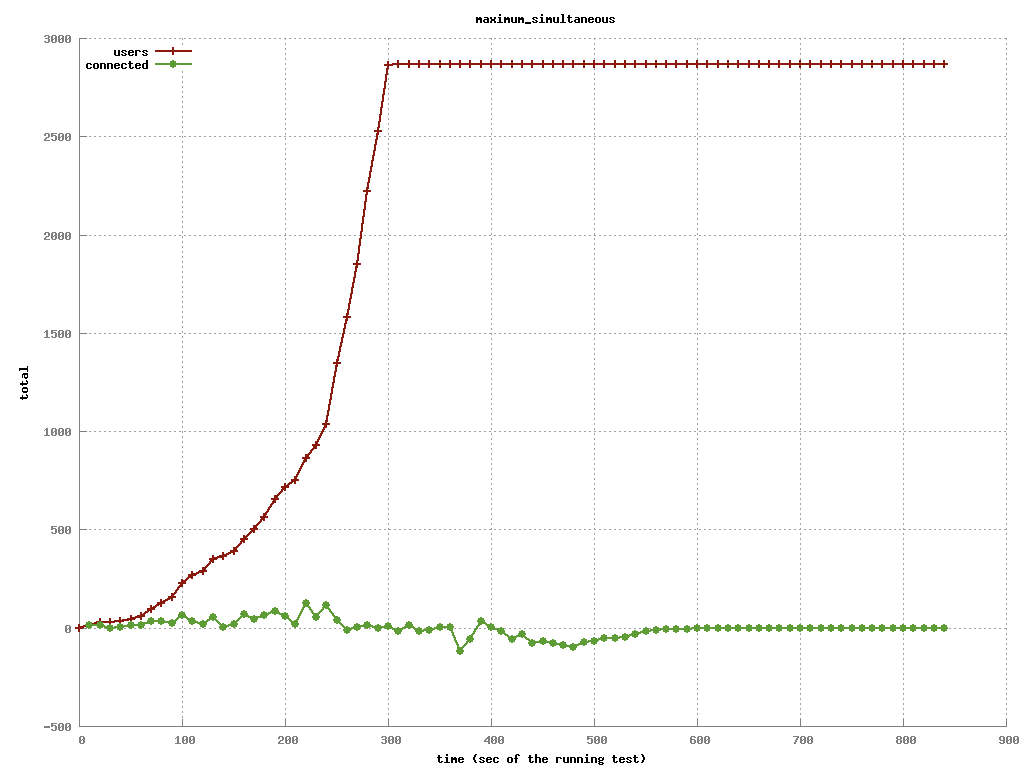 maximum_simultaneous
3000
users
connected
2500
2000
1500
total
1000
500
0
-500
0 100 200 300 400 500 600 700 800 900
time (sec of the running test)